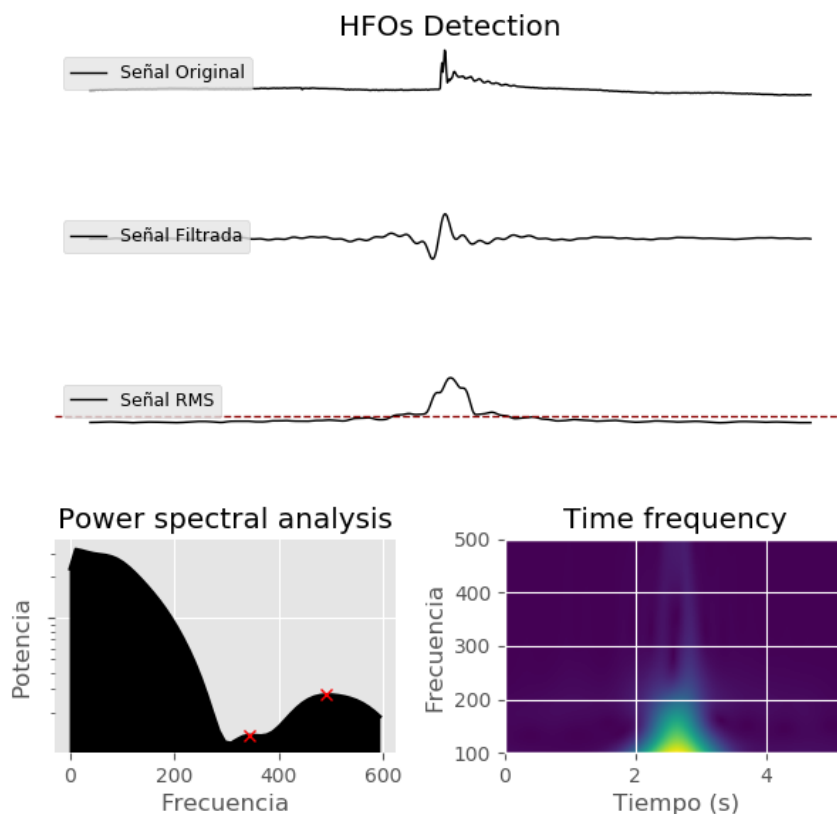 HFOs Detection
Señal Original
Señal Filtrada
Señal RMS
Power spectral analysis
Potencia
0 200 400 600
Frecuencia
Time frequency
Frecuencia
500
400
300
200
100
0 2 4
Tiempo (s)